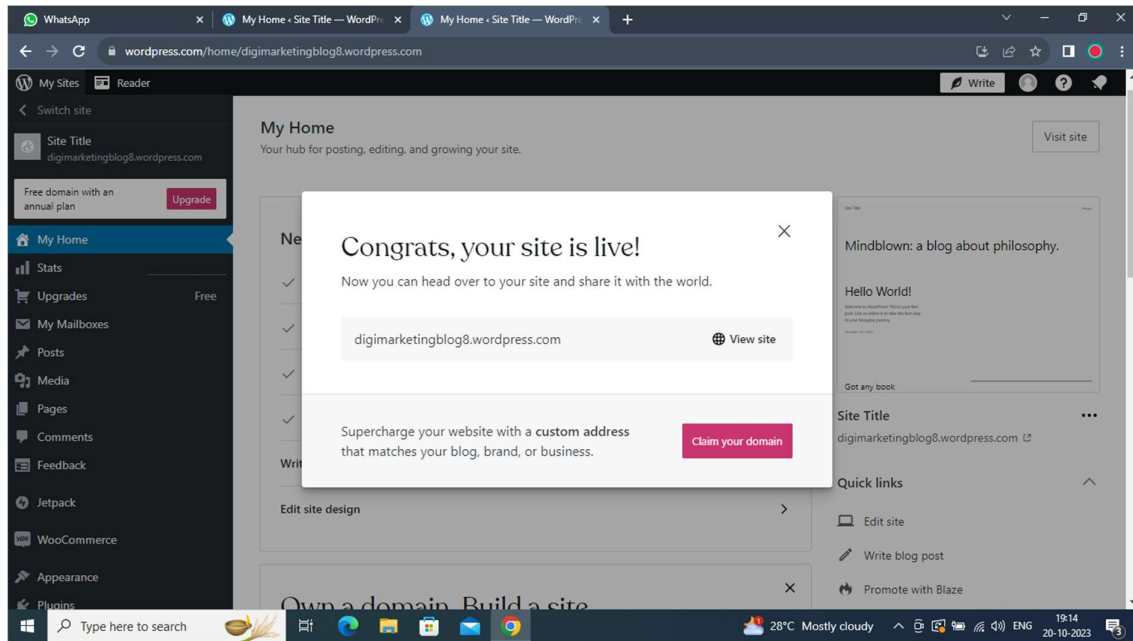 WhatsApp
My Home ‹ Site Title — WordPre
My Home ‹ Site Title — WordPre
wordpress.com/home/digimarketingblog8.wordpress.com
My Sites
Reader
Write
Switch site
Site Title
digimarketingblog8.wordpress.com
Free domain with an
annual plan
Upgrade
My Home
Stats
Upgrades
Free
My Mailboxes
Posts
Media
Pages
Comments
Feedback
Jetpack
WooCommerce
Appearance
Plugins
My Home
Your hub for posting, editing, and growing your site.
Visit site
Ne
Writ
Edit site design
Congrats, your site is live!
Now you can head over to your site and share it with the world.
digimarketingblog8.wordpress.com
View site
Supercharge your website with a custom address
that matches your blog, brand, or business.
Claim your domain
Own a domain. Build a site
Site Title
Mindblown: a blog about philosophy.
Hello World!
Got any book
Site Title
digimarketingblog8.wordpress.com
Quick links
Edit site
Write blog post
Promote with Blaze
Type here to search
28°C Mostly cloudy
ENG
19:14
20-10-2023
3